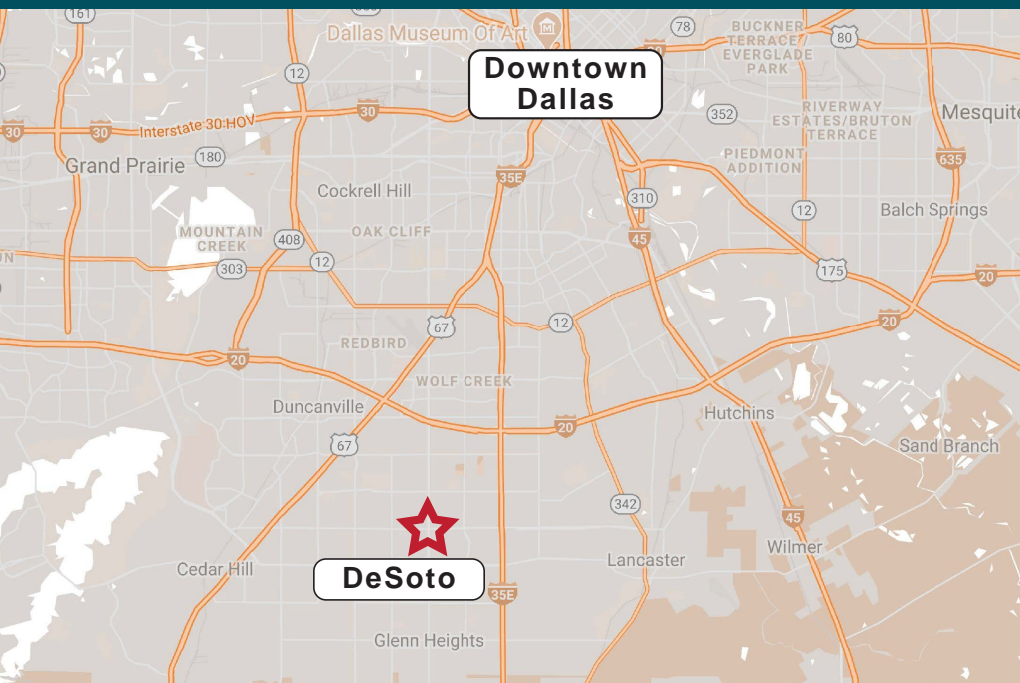 161
Dallas Museum Of Art
78
BUCKNER
TERRACE/
EVERGLADE
PARK
80
12
Downtown
Dallas
30
30
30
Interstate 30 HOV
352
RIVERWAY
ESTATES/BRUTON
TERRACE
Mesquite
Grand Prairie
180
635
PIEDMONT
ADDITION
35E
Cockrell Hill
310
12
Balch Springs
MOUNTAIN
CREEK
408
OAK CLIFF
45
303
12
175
20
67
12
20
REDBIRD
20
WOLF CREEK
Duncanville
Hutchins
20
67
Sand Branch
342
45
Wilmer
Lancaster
Cedar Hill
DeSoto
35E
Glenn Heights